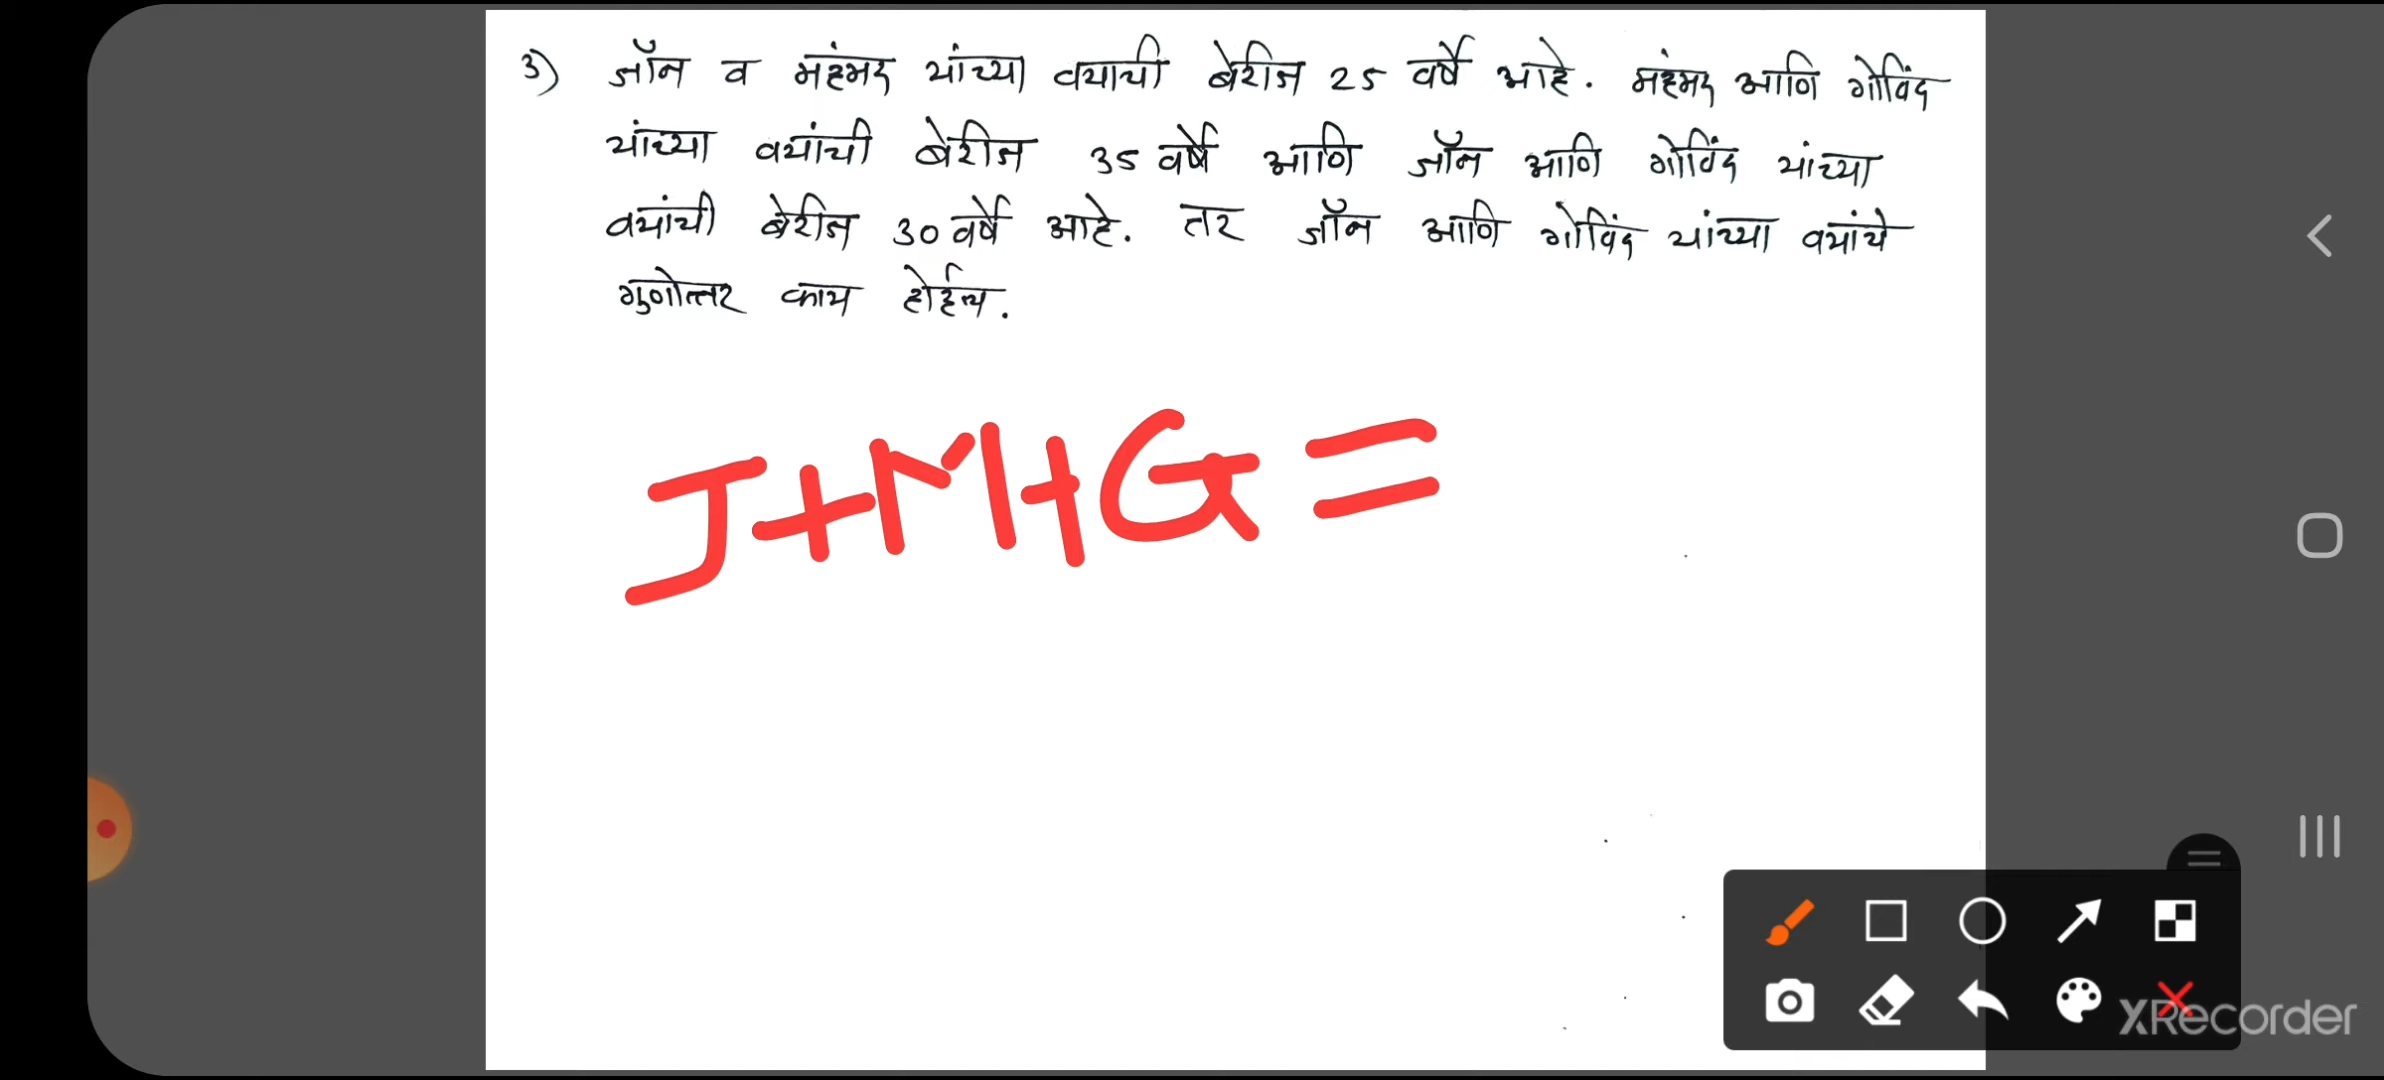 3) जॉन व महंमद यांच्या वयाची बेरीज 25 वर्षे आहे. महंमद आणि गोविंद
यांच्या वयांची बेरीज 35 वर्षे आणि जॉन आणि गोविंद यांच्या
वयांची बेरीज 30 वर्षे आहे. तर जॉन आणि गोविंद यांच्या वयांचे
गुणोत्तर काय होईल.
J+M+G=
XRecorder